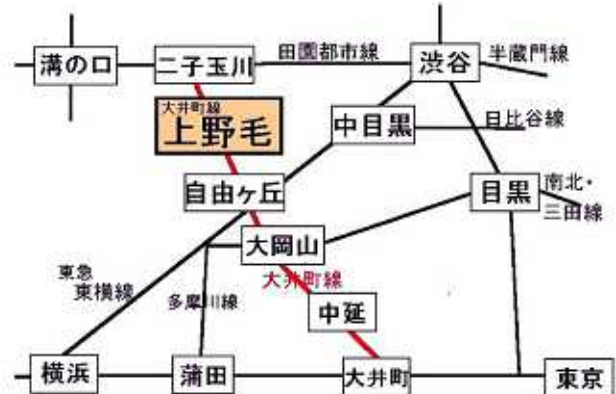 溝の口
二子玉川
田園都市線
渋谷
半蔵門線
大井町線
上野毛
中目黒
日比谷線
自由ヶ丘
目黒
南北・
三田線
大岡山
東急
東横線
多摩川線
大井町線
中延
横浜
蒲田
大井町
東京